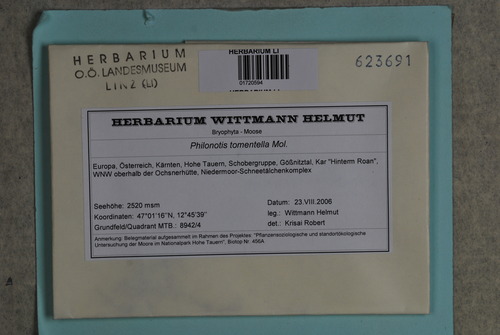 HERBARIUM
O.Ö. LANDESMUSEUM
LINZ (LI)
HERBARIUM LI
01720594
623691
HERBARIUM WITTMANN HELMUT
Bryophyta - Moose
Philonotis tomentella Mol.
Europa, Österreich, Kärnten, Hohe Tauern, Schobergruppe, Gößnitztal, Kar "Hinterm Roan",
WNW oberhalb der Ochsnerhütte, Niedermoor-Schneetälchenkomplex
Seehöhe: 2520 msm
Datum: 23.VIII.2006
Koordinaten: 47°01'16"N, 12°45'39"
leg.: Wittmann Helmut
Grundfeld/Quadrant MTB.: 8942/4
det.: Krisai Robert
Anmerkung: Belegmaterial aufgesammelt im Rahmen des Projektes: "Pflanzensoziologische und standortökologische
Untersuchung der Moore im Nationalpark Hohe Tauern", Biotop Nr. 456A